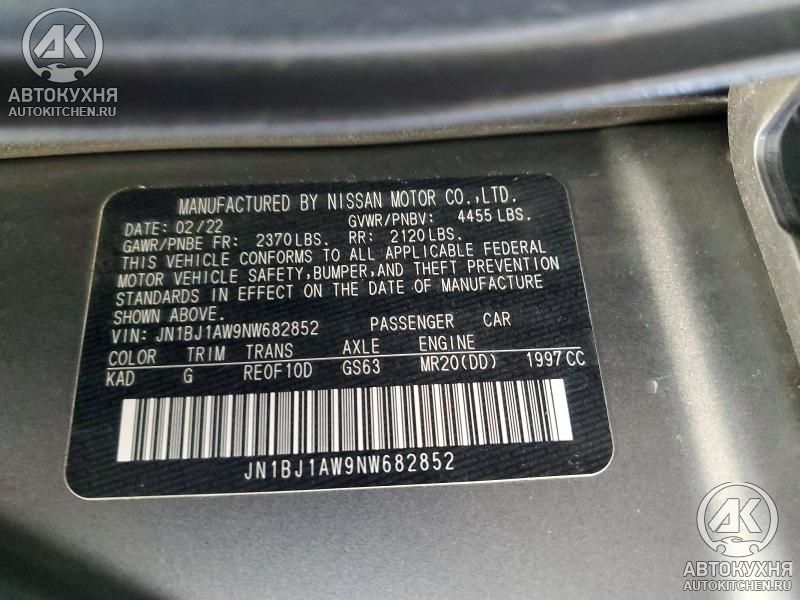 AK
АВТОКУХНЯ
AUTOKITCHEN.RU
MANUFACTURED BY NISSAN MOTOR CO.,LTD.
DATE: 02/22 GVWR/PNBV: 4455 LBS.
GAWR/PNBE FR: 2370LBS. RR: 2120LBS.
THIS VEHICLE CONFORMS TO ALL APPLICABLE FEDERAL
MOTOR VEHICLE SAFETY,BUMPER,AND THEFT PREVENTION
STANDARDS IN EFFECT ON THE DATE OF MANUFACTURE
SHOWN ABOVE.
VIN: JN1BJ1AW9NW682852 PASSENGER CAR
COLOR TRIM TRANS AXLE ENGINE
KAD G RE0F10D GS63 MR20(DD) 1997CC
JN1BJ1AW9NW682852
AK
АВТОКУХНЯ
AUTOKITCHEN.RU